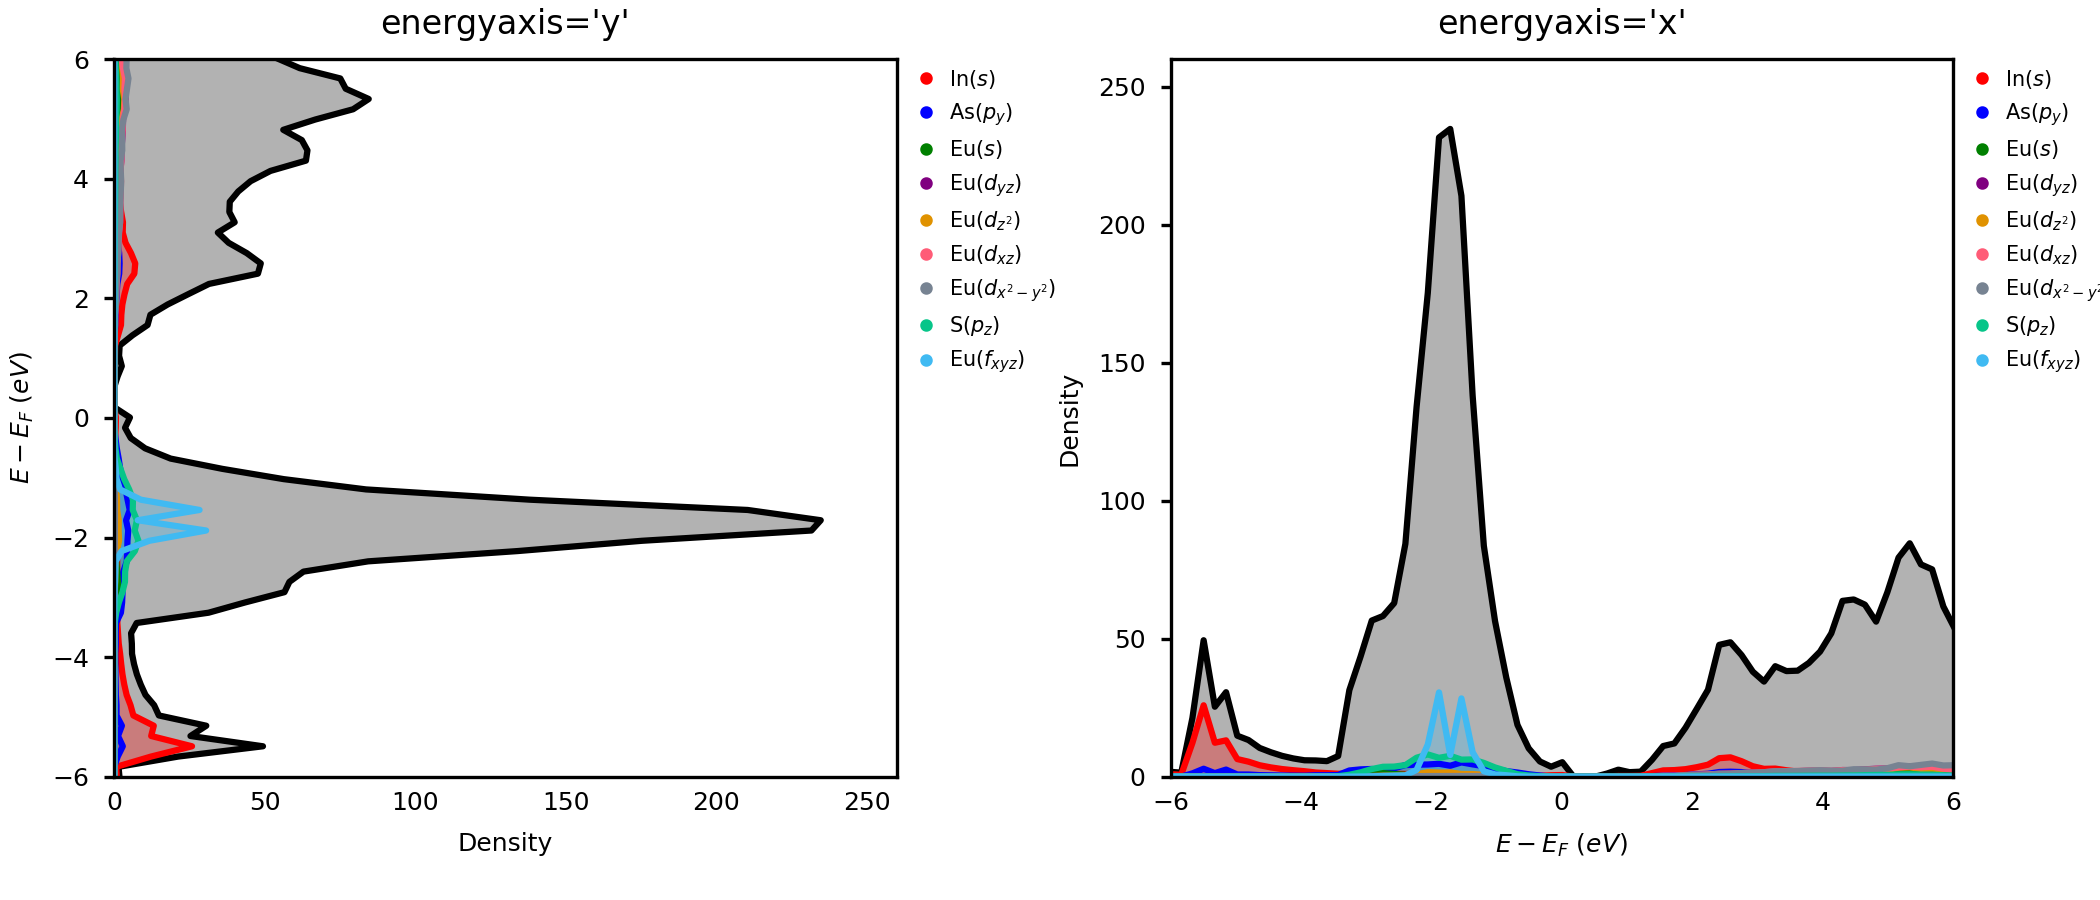 energyaxis='y'
6
4
2
0
−2
−4
−6
E − E_F (eV)
0 50 100 150 200 250
Density
In(s)
As(p_y)
Eu(s)
Eu(d_yz)
Eu(d_z²)
Eu(d_xz)
Eu(d_x²−y²)
S(p_z)
Eu(f_xyz)
energyaxis='x'
250
200
150
100
50
0
Density
−6 −4 −2 0 2 4 6
E − E_F (eV)
In(s)
As(p_y)
Eu(s)
Eu(d_yz)
Eu(d_z²)
Eu(d_xz)
Eu(d_x²−y²
S(p_z)
Eu(f_xyz)